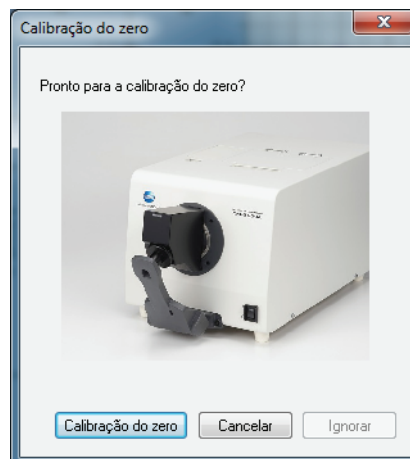 Calibração do zero
Pronto para a calibração do zero?
Calibração do zero
Cancelar
Ignorar